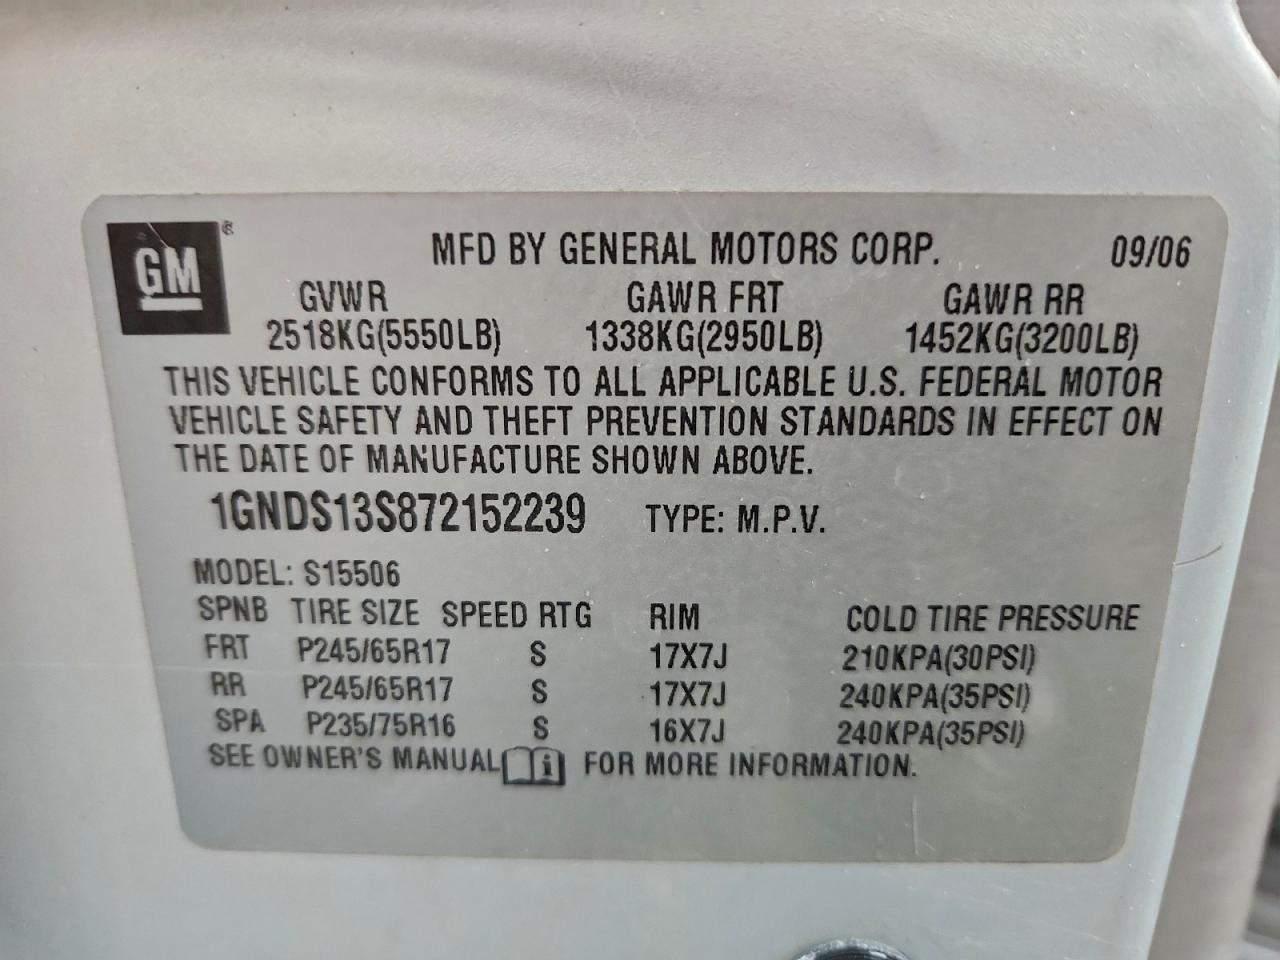 GM®
MFD BY GENERAL MOTORS CORP. 09/06
GVWR GAWR FRT GAWR RR
2518KG(5550LB) 1338KG(2950LB) 1452KG(3200LB)
THIS VEHICLE CONFORMS TO ALL APPLICABLE U.S. FEDERAL MOTOR
VEHICLE SAFETY AND THEFT PREVENTION STANDARDS IN EFFECT ON
THE DATE OF MANUFACTURE SHOWN ABOVE.
1GNDS13S872152239 TYPE: M.P.V.
MODEL: S15506
SPNB TIRE SIZE SPEED RTG RIM COLD TIRE PRESSURE
FRT P245/65R17 S 17X7J 210KPA(30PSI)
RR P245/65R17 S 17X7J 240KPA(35PSI)
SPA P235/75R16 S 16X7J 240KPA(35PSI)
SEE OWNER'S MANUAL i FOR MORE INFORMATION.